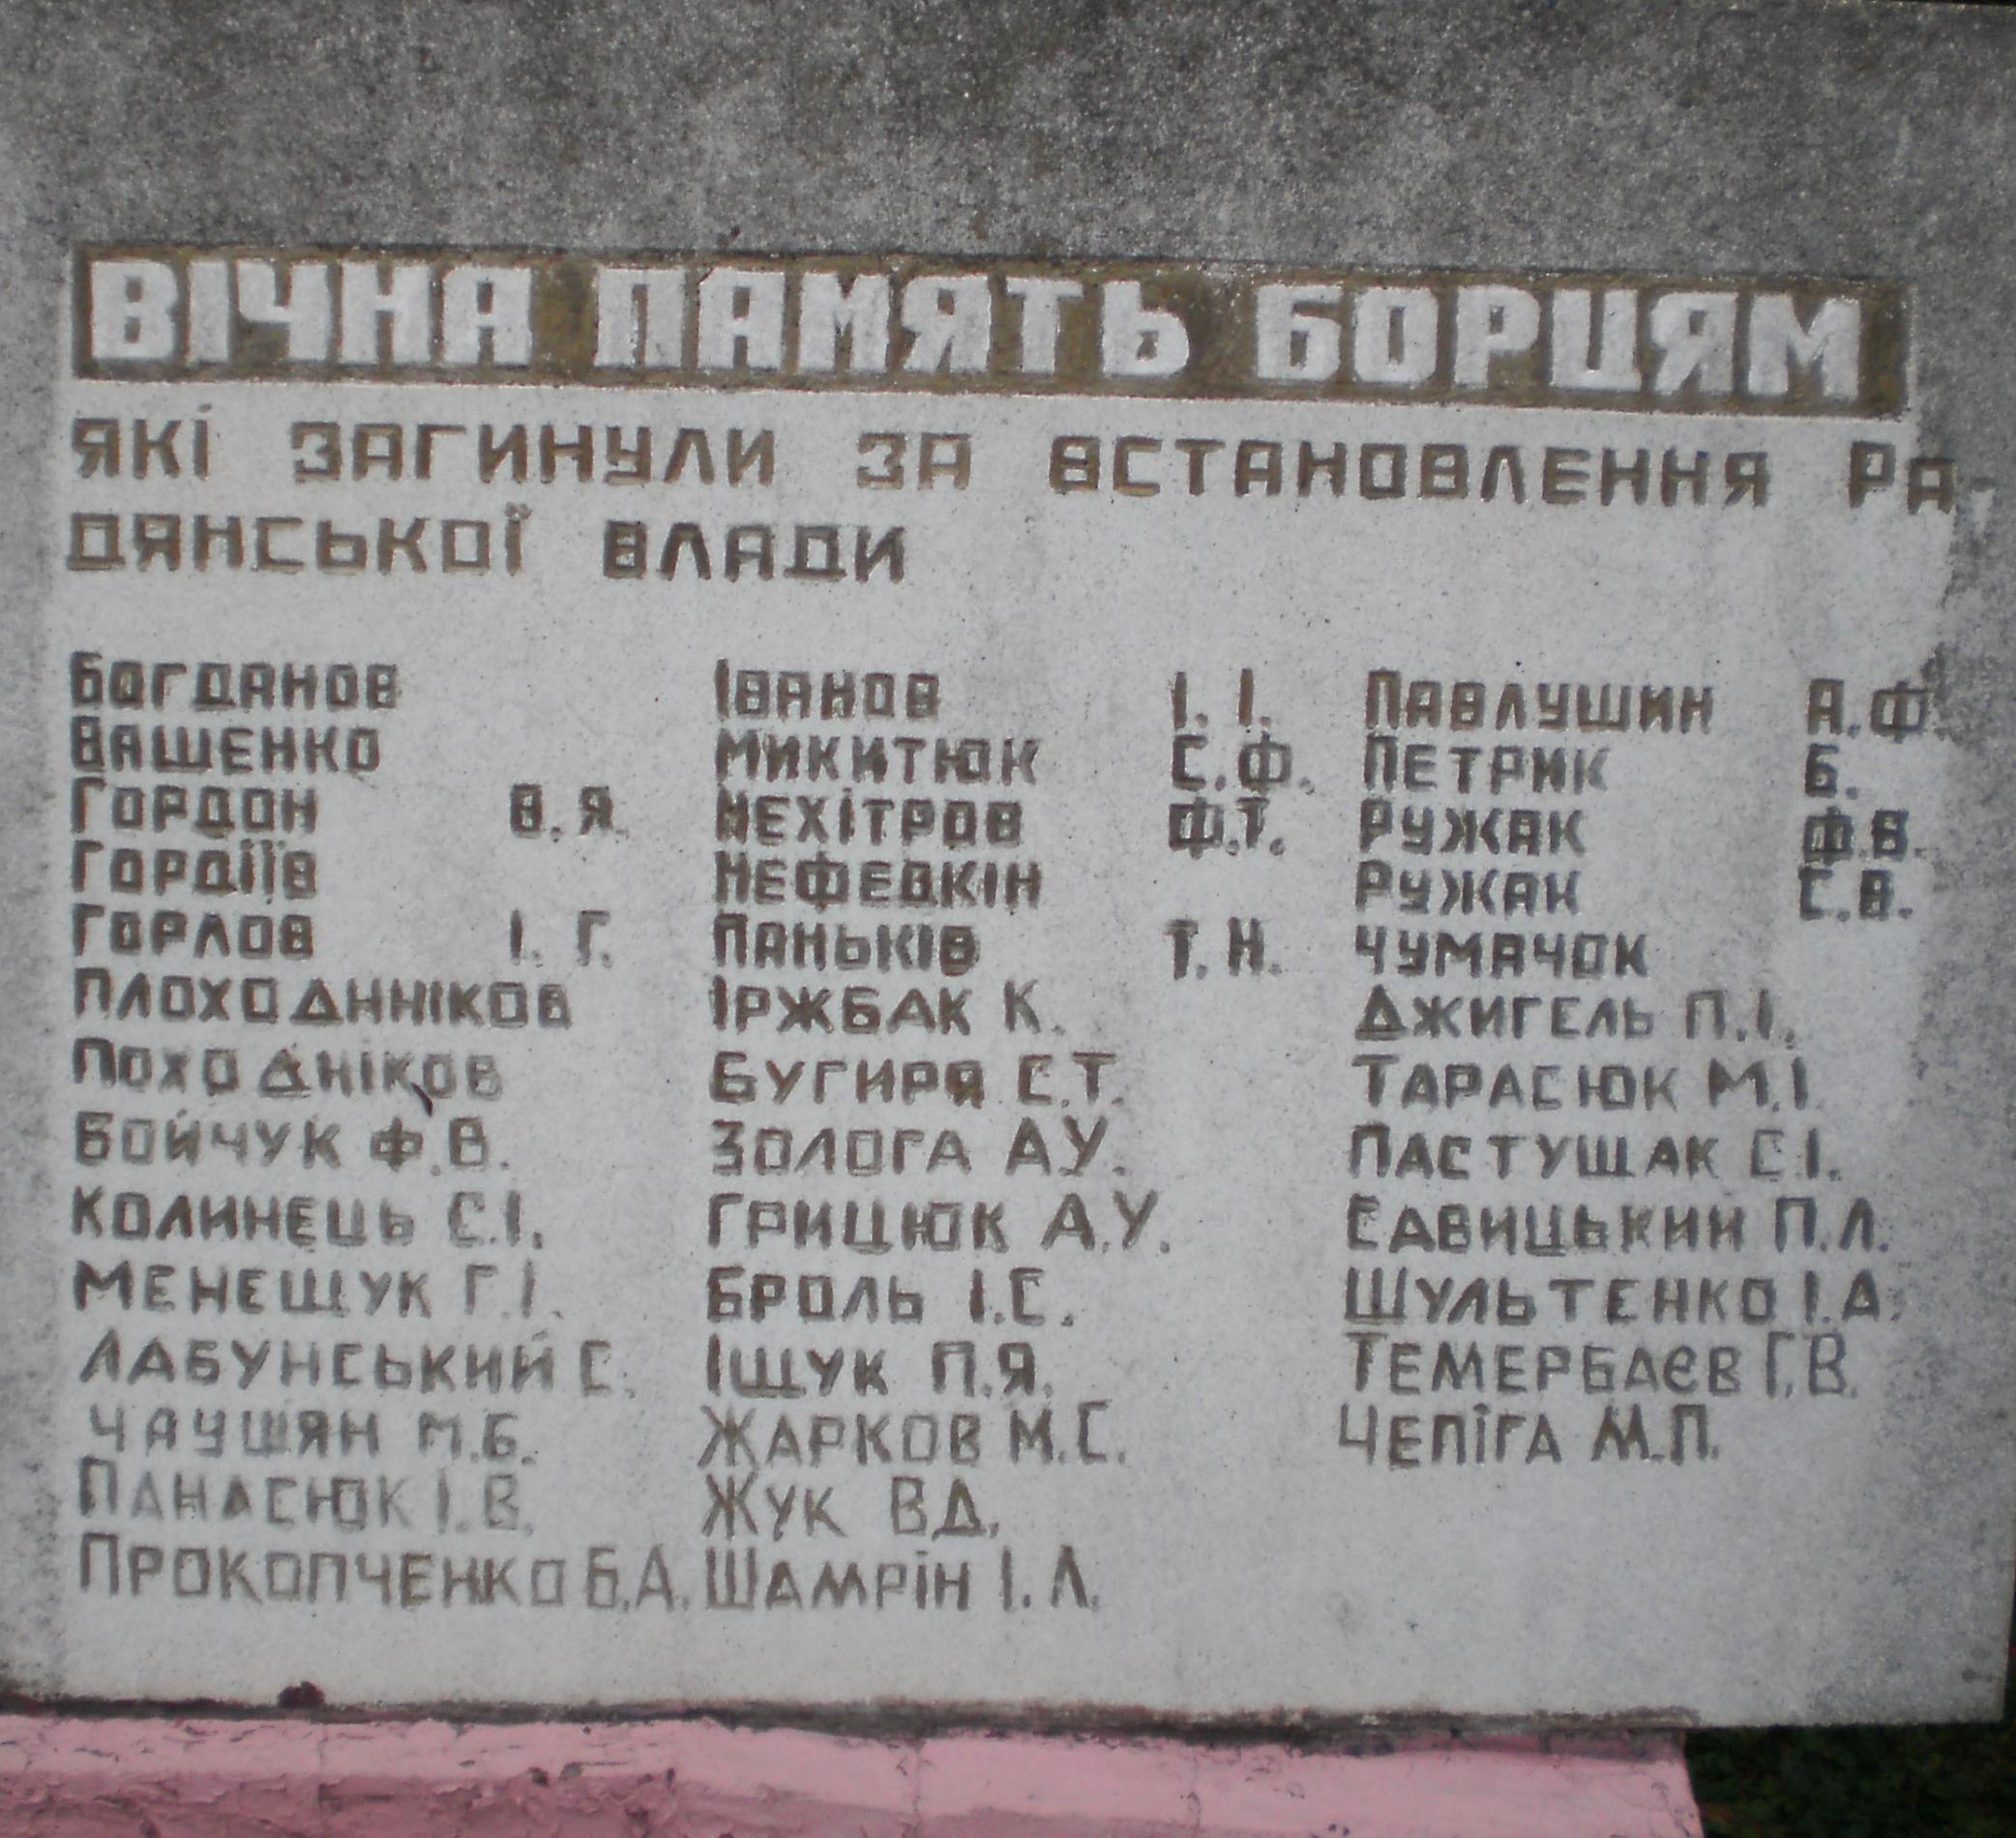 ВІЧНА ПАМЯТЬ БОРЦЯМ
ЯКІ ЗАГИНУЛИ ЗА ВСТАНОВЛЕННЯ РА-
ДЯНСЬКОЇ ВЛАДИ
БОГДАНОВ
ВАШЕНКО
ГОРДОН В.Я.
ГОРДІЇВ
ГОРЛОВ І. Г.
ПЛОХОДННІКОВ
ПОХОДНІКОВ
БОЙЧУК Ф.В.
КОЛИНЕЦЬ С.І.
МЕНЕЩУК Г.І.
ЛАБУНСЬКИЙ С.
ЧАУШЯН М.Б.
ПАНАСЮК І.В.
ПРОКОПЧЕНКО Б.А.
ІВАНОВ І. І.
МИКИТЮК С.Ф.
НЕХІТРОВ Ф.Т.
НЕФЕДКІН
ПАНЬКІВ Т.Н.
ІРЖБАК К.
БУГИРЯ С.Т.
ЗОЛОГА А.У.
ГРИЦЮК А.У.
БРОЛЬ І.С.
ІЩУК П.Я.
ЖАРКОВ М.С.
ЖУК В.Д.
ШАМРІН І.Л.
ПАВЛУШИН А.Ф.
ПЕТРИК Б.
РУЖАК Ф.В.
РУЖАК С.В.
ЧУМАЧОК
ДЖИГЕЛЬ П.І.
ТАРАСЮК М.І.
ПАСТУЩАК С.І.
САВИЦЬКИЙ П.Л.
ШУЛЬТЕНКО І.А.
ТЕМЕРБАЄВ Г.В.
ЧЕПІГА М.П.